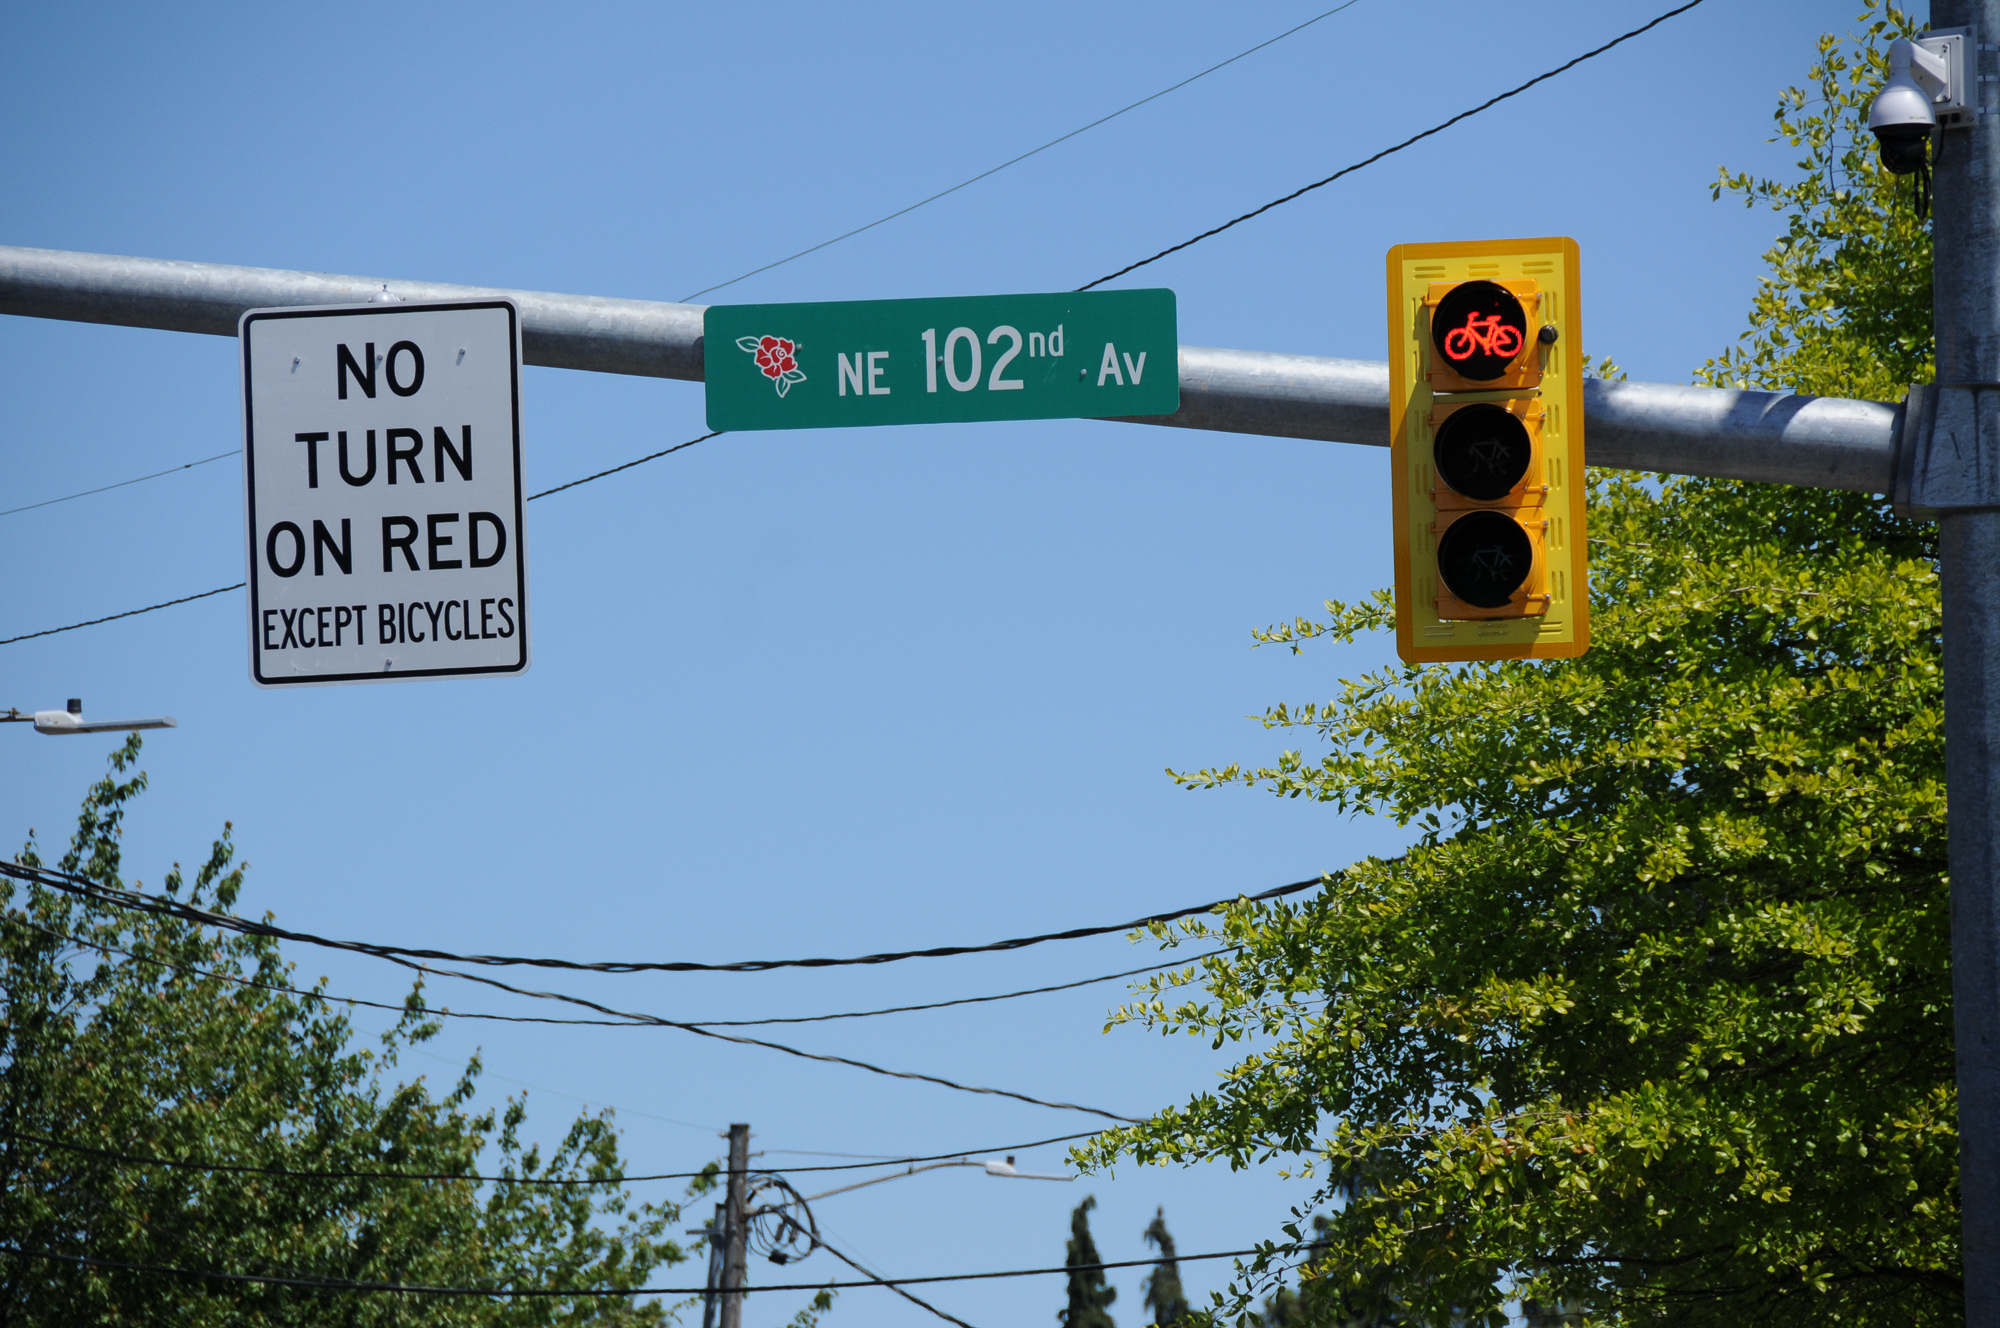 NO
TURN
ON RED
EXCEPT BICYCLES
NE 102nd Av